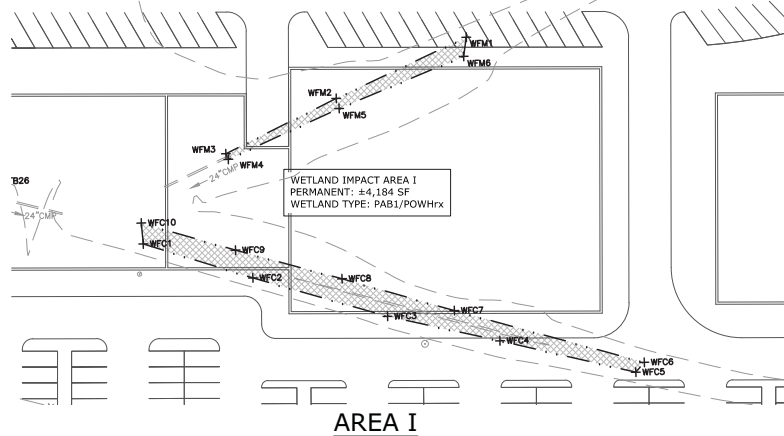 WFM1
WFM6
WFM2
WFM5
WFM3
WFM4
24"CMP
WETLAND IMPACT AREA I
PERMANENT: ±4,184 SF
WETLAND TYPE: PAB1/POWHrx
B26
24"CMP
WFC10
WFC1
WFC9
WFC2
WFC8
WFC7
WFC3
WFC4
WFC6
WFC5
AREA I